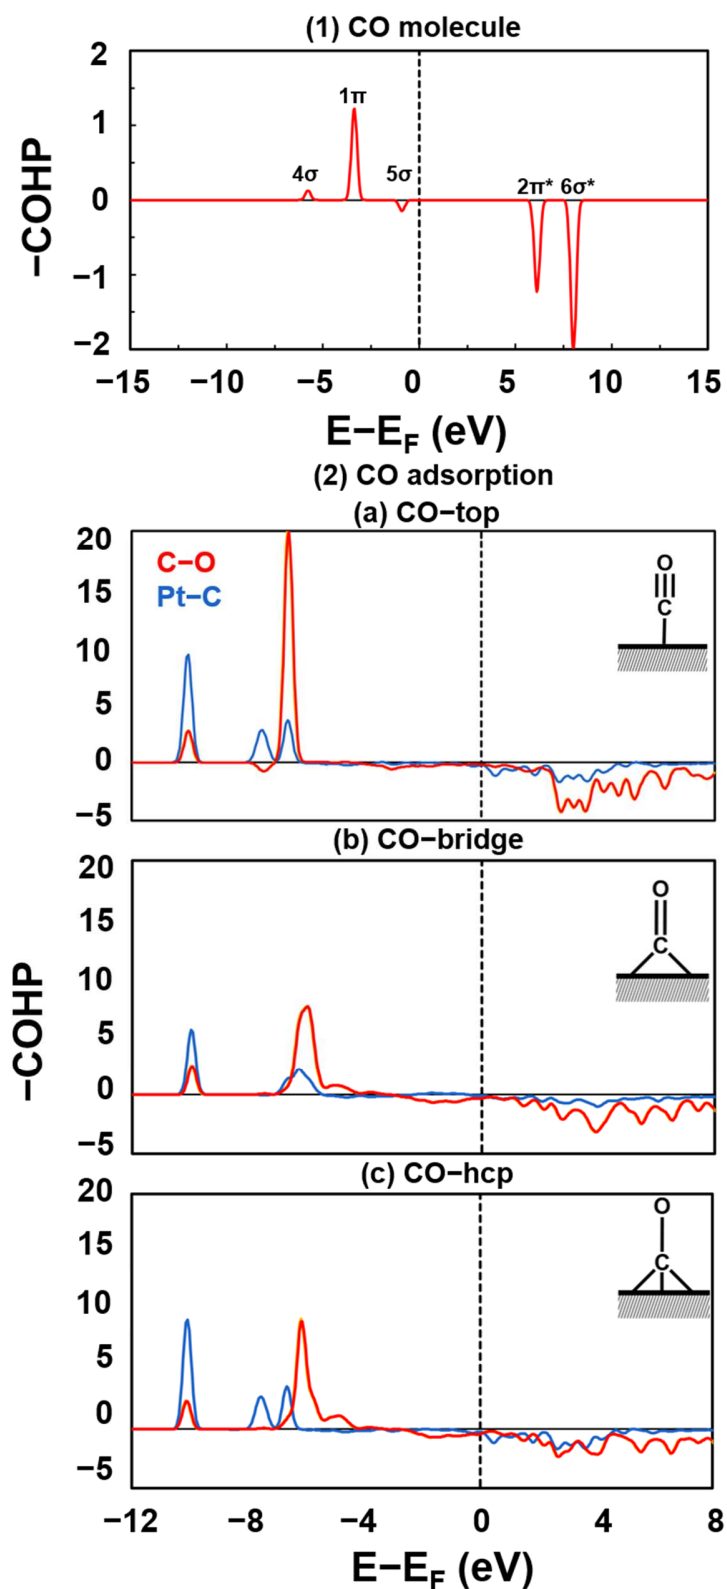 (1) CO molecule
2
1
0
−1
−2
4σ
1π
5σ
2π* 6σ*
−COHP
−15 −10 −5 0 5 10 15
E−EF (eV)
(2) CO adsorption
(a) CO−top
20
15
10
5
0
−5
C−O
Pt−C
O
C
(b) CO−bridge
20
15
10
5
0
−5
O
C
−COHP
(c) CO−hcp
20
15
10
5
0
−5
O
C
−12 −8 −4 0 4 8
E−EF (eV)